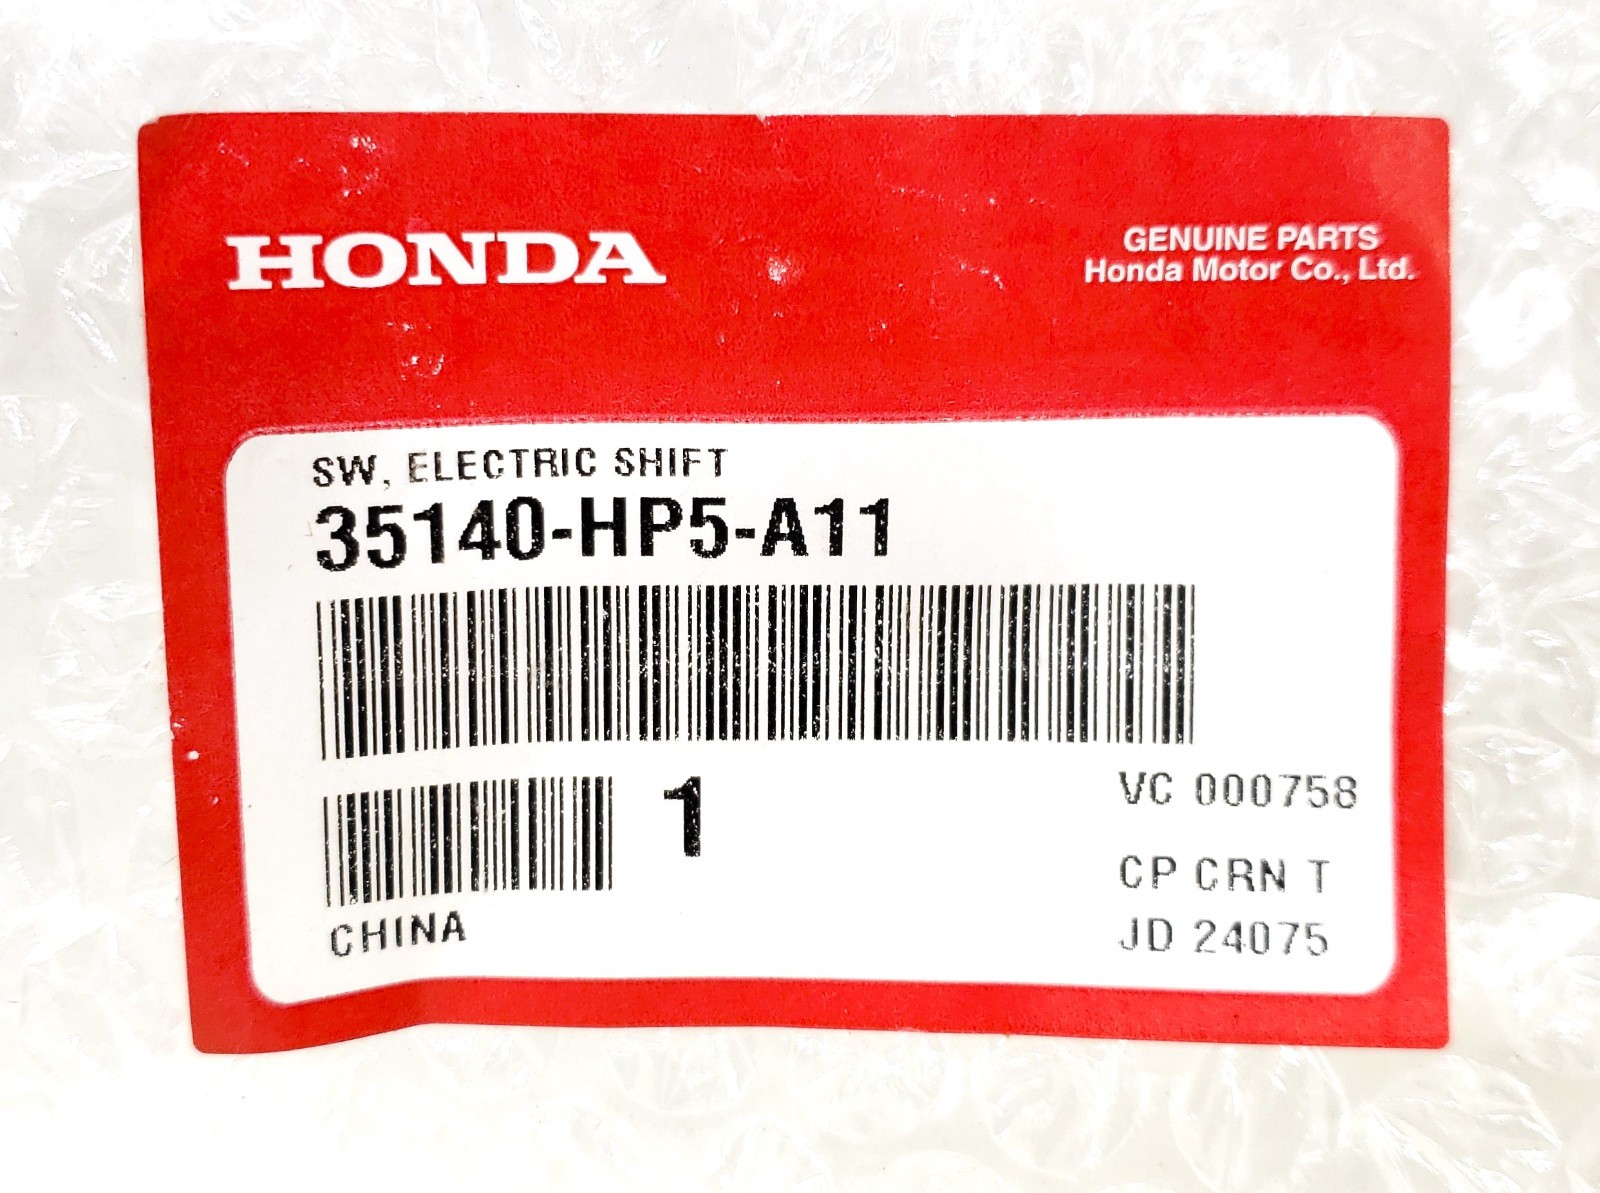 HONDA
GENUINE PARTS
Honda Motor Co., Ltd.
SW, ELECTRIC SHIFT
35140-HP5-A11
1
VC 000758
CP CRN T
JD 24075
CHINA